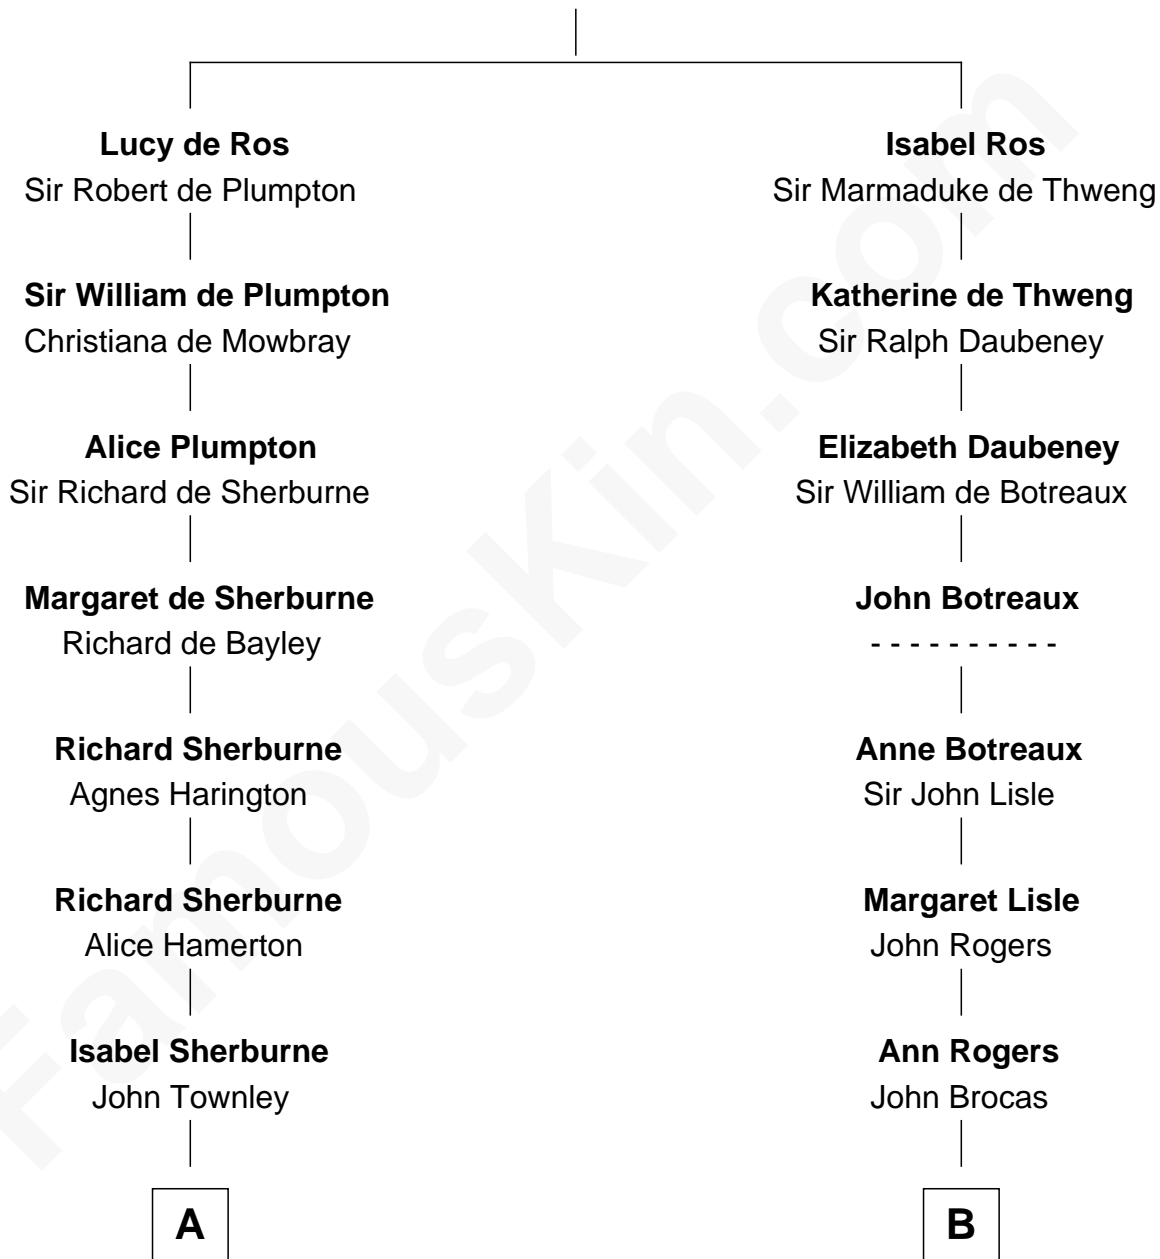 Lucy de Ros
Sir Robert de Plumpton
Sir William de Plumpton
Christiana de Mowbray
Alice Plumpton
Sir Richard de Sherburne
Margaret de Sherburne
Richard de Bayley
Richard Sherburne
Agnes Harington
Richard Sherburne
Alice Hamerton
Isabel Sherburne
John Townley
A
Isabel Ros
Sir Marmaduke de Thweng
Katherine de Thweng
Sir Ralph Daubeney
Elizabeth Daubeney
Sir William de Botreaux
John Botreaux
- - - - - - - - - -
Anne Botreaux
Sir John Lisle
Margaret Lisle
John Rogers
Ann Rogers
John Brocas
B
FamousKin.com